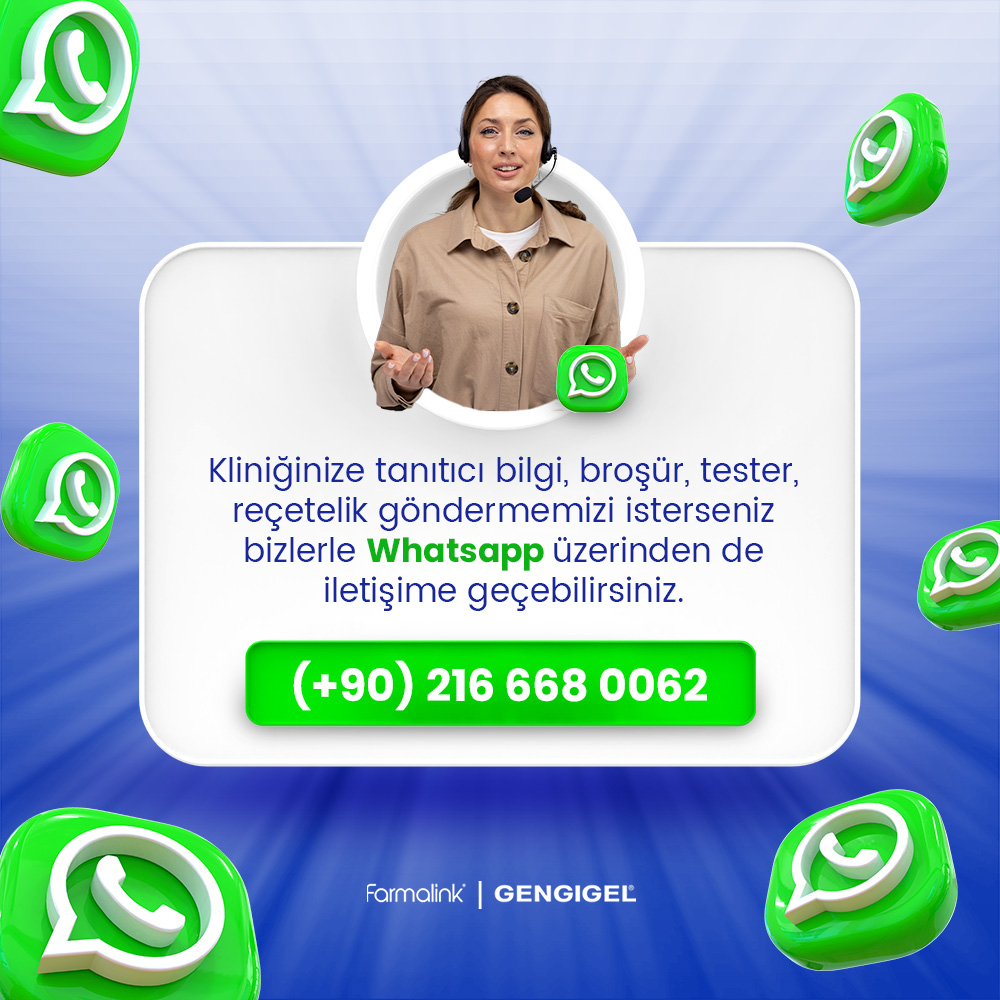 Kliniğinize tanıtıcı bilgi, broşür, tester,
reçetelik göndermemizi isterseniz
bizlerle Whatsapp üzerinden de
iletişime geçebilirsiniz.
(+90) 216 668 0062
Farmalink® | GENGIGEL®